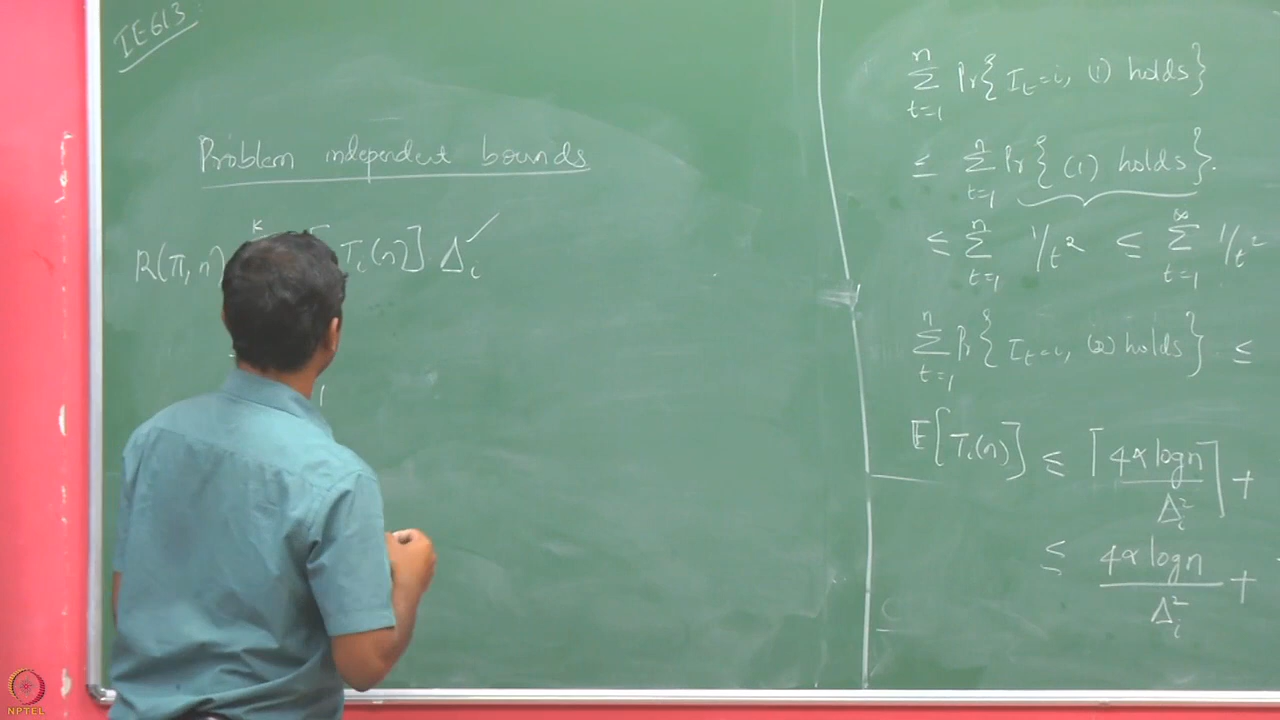 IE613:
Problem independent bounds
R(π, n) K T_i(n)] Δ_i ✓
n
∑ Pr{ I_t=i, (1) holds}
t=1
≤ n
∑ Pr{ (1) holds}.
t=1
≤ n ∑ t=1 1/t² ≤ ∞ ∑ t=1 1/t²
n
∑ Pr{ I_t=i, (2) holds} ≤
t=1
E[T_i(n)] ≤ ⌈4α log n / Δ_i²⌉ +
≤ 4α log n / Δ_i² +
NPTEL